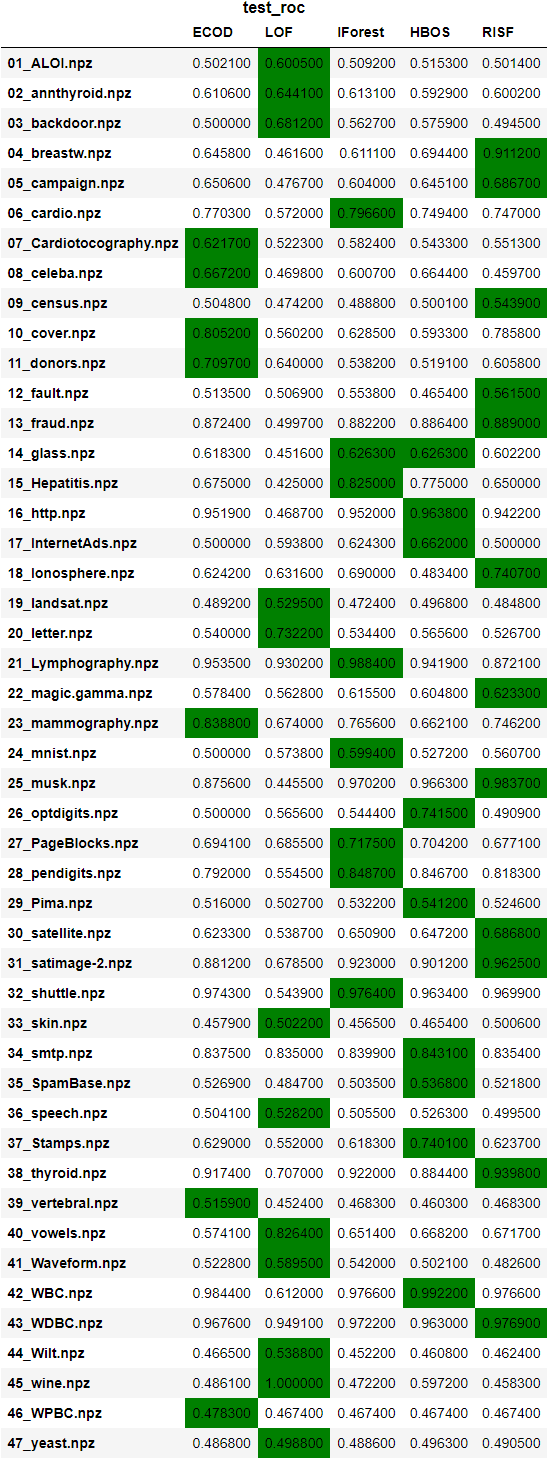 test_roc
ECOD LOF IForest HBOS RISF
01_ALOI.npz 0.502100 0.600500 0.509200 0.515300 0.501400
02_annthyroid.npz 0.610600 0.644100 0.613100 0.592900 0.600200
03_backdoor.npz 0.500000 0.681200 0.562700 0.575900 0.494500
04_breastw.npz 0.645800 0.461600 0.611100 0.694400 0.911200
05_campaign.npz 0.650600 0.476700 0.604000 0.645100 0.686700
06_cardio.npz 0.770300 0.572000 0.796600 0.749400 0.747000
07_Cardiotocography.npz 0.621700 0.522300 0.582400 0.543300 0.551300
08_celeba.npz 0.667200 0.469800 0.600700 0.664400 0.459700
09_census.npz 0.504800 0.474200 0.488800 0.500100 0.543900
10_cover.npz 0.805200 0.560200 0.628500 0.593300 0.785800
11_donors.npz 0.709700 0.640000 0.538200 0.519100 0.605800
12_fault.npz 0.513500 0.506900 0.553800 0.465400 0.561500
13_fraud.npz 0.872400 0.499700 0.882200 0.886400 0.889000
14_glass.npz 0.618300 0.451600 0.626300 0.626300 0.602200
15_Hepatitis.npz 0.675000 0.425000 0.825000 0.775000 0.650000
16_http.npz 0.951900 0.468700 0.952000 0.963800 0.942200
17_InternetAds.npz 0.500000 0.593800 0.624300 0.662000 0.500000
18_Ionosphere.npz 0.624200 0.631600 0.690000 0.483400 0.740700
19_landsat.npz 0.489200 0.529500 0.472400 0.496800 0.484800
20_letter.npz 0.540000 0.732200 0.534400 0.565600 0.526700
21_Lymphography.npz 0.953500 0.930200 0.988400 0.941900 0.872100
22_magic.gamma.npz 0.578400 0.562800 0.615500 0.604800 0.623300
23_mammography.npz 0.838800 0.674000 0.765600 0.662100 0.746200
24_mnist.npz 0.500000 0.573800 0.599400 0.527200 0.560700
25_musk.npz 0.875600 0.445500 0.970200 0.966300 0.983700
26_optdigits.npz 0.500000 0.565600 0.544400 0.741500 0.490900
27_PageBlocks.npz 0.694100 0.685500 0.717500 0.704200 0.677100
28_pendigits.npz 0.792000 0.554500 0.848700 0.846700 0.818300
29_Pima.npz 0.516000 0.502700 0.532200 0.541200 0.524600
30_satellite.npz 0.623300 0.538700 0.650900 0.647200 0.686800
31_satimage-2.npz 0.881200 0.678500 0.923000 0.901200 0.962500
32_shuttle.npz 0.974300 0.543900 0.976400 0.963400 0.969900
33_skin.npz 0.457900 0.502200 0.456500 0.465400 0.500600
34_smtp.npz 0.837500 0.835000 0.839900 0.843100 0.835400
35_SpamBase.npz 0.526900 0.484700 0.503500 0.536800 0.521800
36_speech.npz 0.504100 0.528200 0.505500 0.526300 0.499500
37_Stamps.npz 0.629000 0.552000 0.618300 0.740100 0.623700
38_thyroid.npz 0.917400 0.707000 0.922000 0.884400 0.939800
39_vertebral.npz 0.515900 0.452400 0.468300 0.460300 0.468300
40_vowels.npz 0.574100 0.826400 0.651400 0.668200 0.671700
41_Waveform.npz 0.522800 0.589500 0.542000 0.502100 0.482600
42_WBC.npz 0.984400 0.612000 0.976600 0.992200 0.976600
43_WDBC.npz 0.967600 0.949100 0.972200 0.963000 0.976900
44_Wilt.npz 0.466500 0.538800 0.452200 0.460800 0.462400
45_wine.npz 0.486100 1.000000 0.472200 0.597200 0.458300
46_WPBC.npz 0.478300 0.467400 0.467400 0.467400 0.467400
47_yeast.npz 0.486800 0.498800 0.488600 0.496300 0.490500